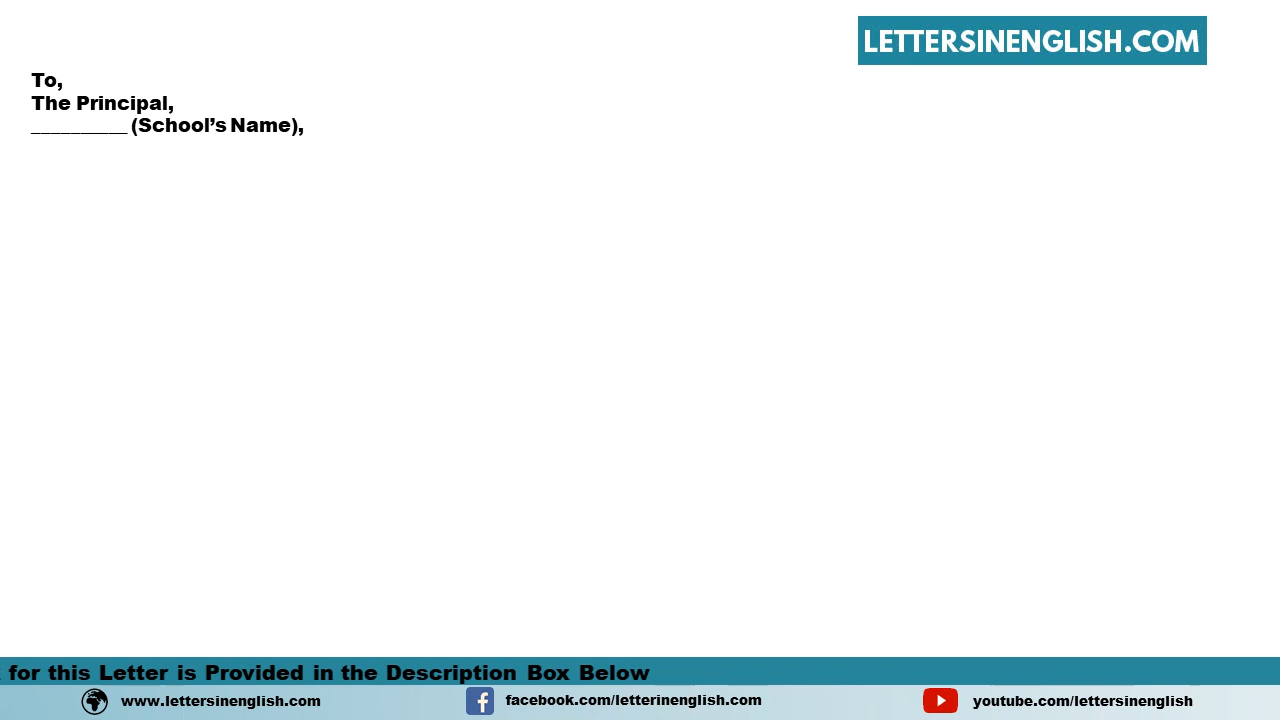 LETTERSINENGLISH.COM
To,
The Principal,
__________ (School’s Name),
for this Letter is Provided in the Description Box Below
www.lettersinenglish.com
facebook.com/letterinenglish.com
youtube.com/lettersinenglish